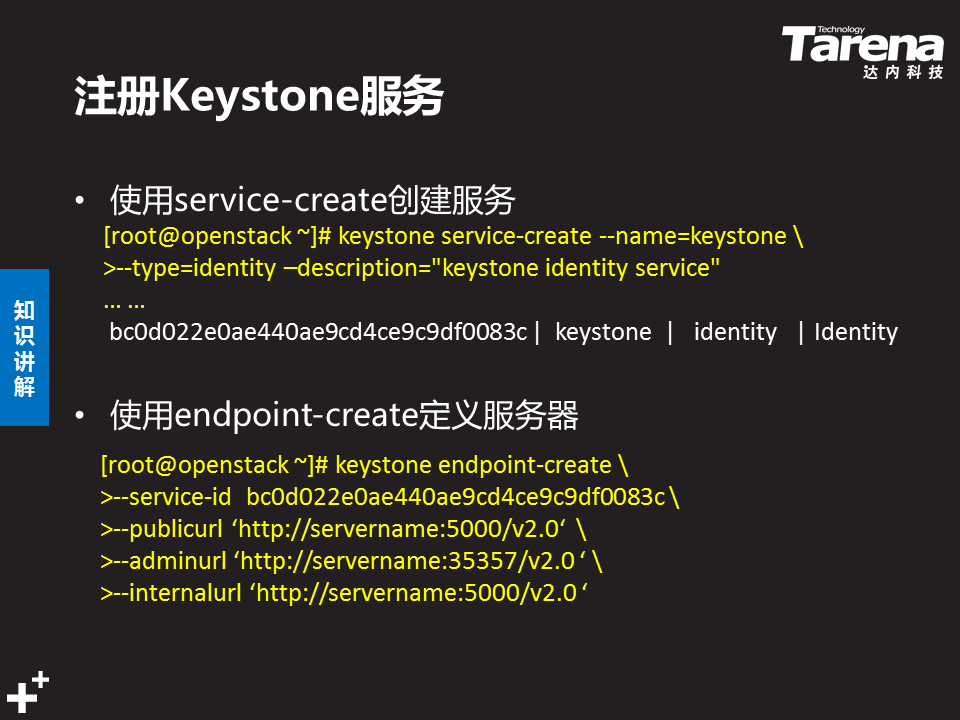 Technology
Tarena
达内科技
注册Keystone服务
• 使用service-create创建服务
[root@openstack ~]# keystone service-create --name=keystone \
>--type=identity –description="keystone identity service"
... ...
bc0d022e0ae440ae9cd4ce9c9df0083c | keystone | identity | Identity
知识讲解
• 使用endpoint-create定义服务器
[root@openstack ~]# keystone endpoint-create \
>--service-id bc0d022e0ae440ae9cd4ce9c9df0083c \
>--publicurl ‘http://servername:5000/v2.0‘ \
>--adminurl ‘http://servername:35357/v2.0 ‘ \
>--internalurl ‘http://servername:5000/v2.0 ‘